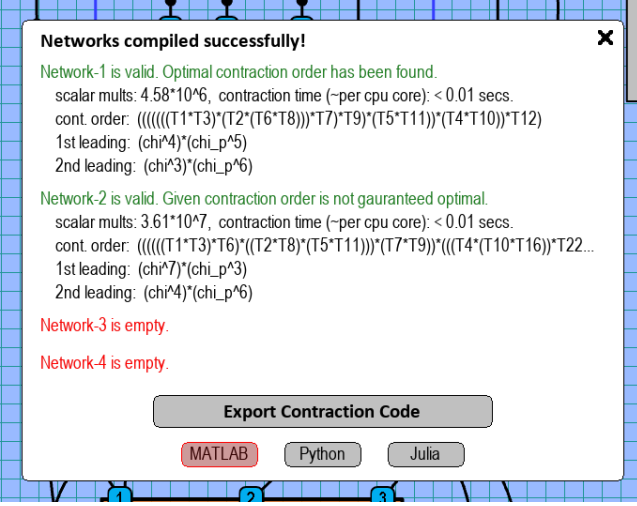 Networks compiled successfully!
Network-1 is valid. Optimal contraction order has been found.
scalar mults: 4.58*10^6, contraction time (~per cpu core): < 0.01 secs.
cont. order: (((((((T1*T3)*(T2*(T6*T8)))*T7)*T9)*(T5*T11))*(T4*T10))*T12)
1st leading: (chi^4)*(chi_p^5)
2nd leading: (chi^3)*(chi_p^6)
Network-2 is valid. Given contraction order is not gauranteed optimal.
scalar mults: 3.61*10^7, contraction time (~per cpu core): < 0.01 secs.
cont. order: ((((((T1*T3)*T6)*((T2*T8)*(T5*T11)))*(T7*T9))*(((T4*(T10*T16))*T22...
1st leading: (chi^7)*(chi_p^3)
2nd leading: (chi^4)*(chi_p^6)
Network-3 is empty.
Network-4 is empty.
Export Contraction Code
MATLAB Python Julia
1 2 3